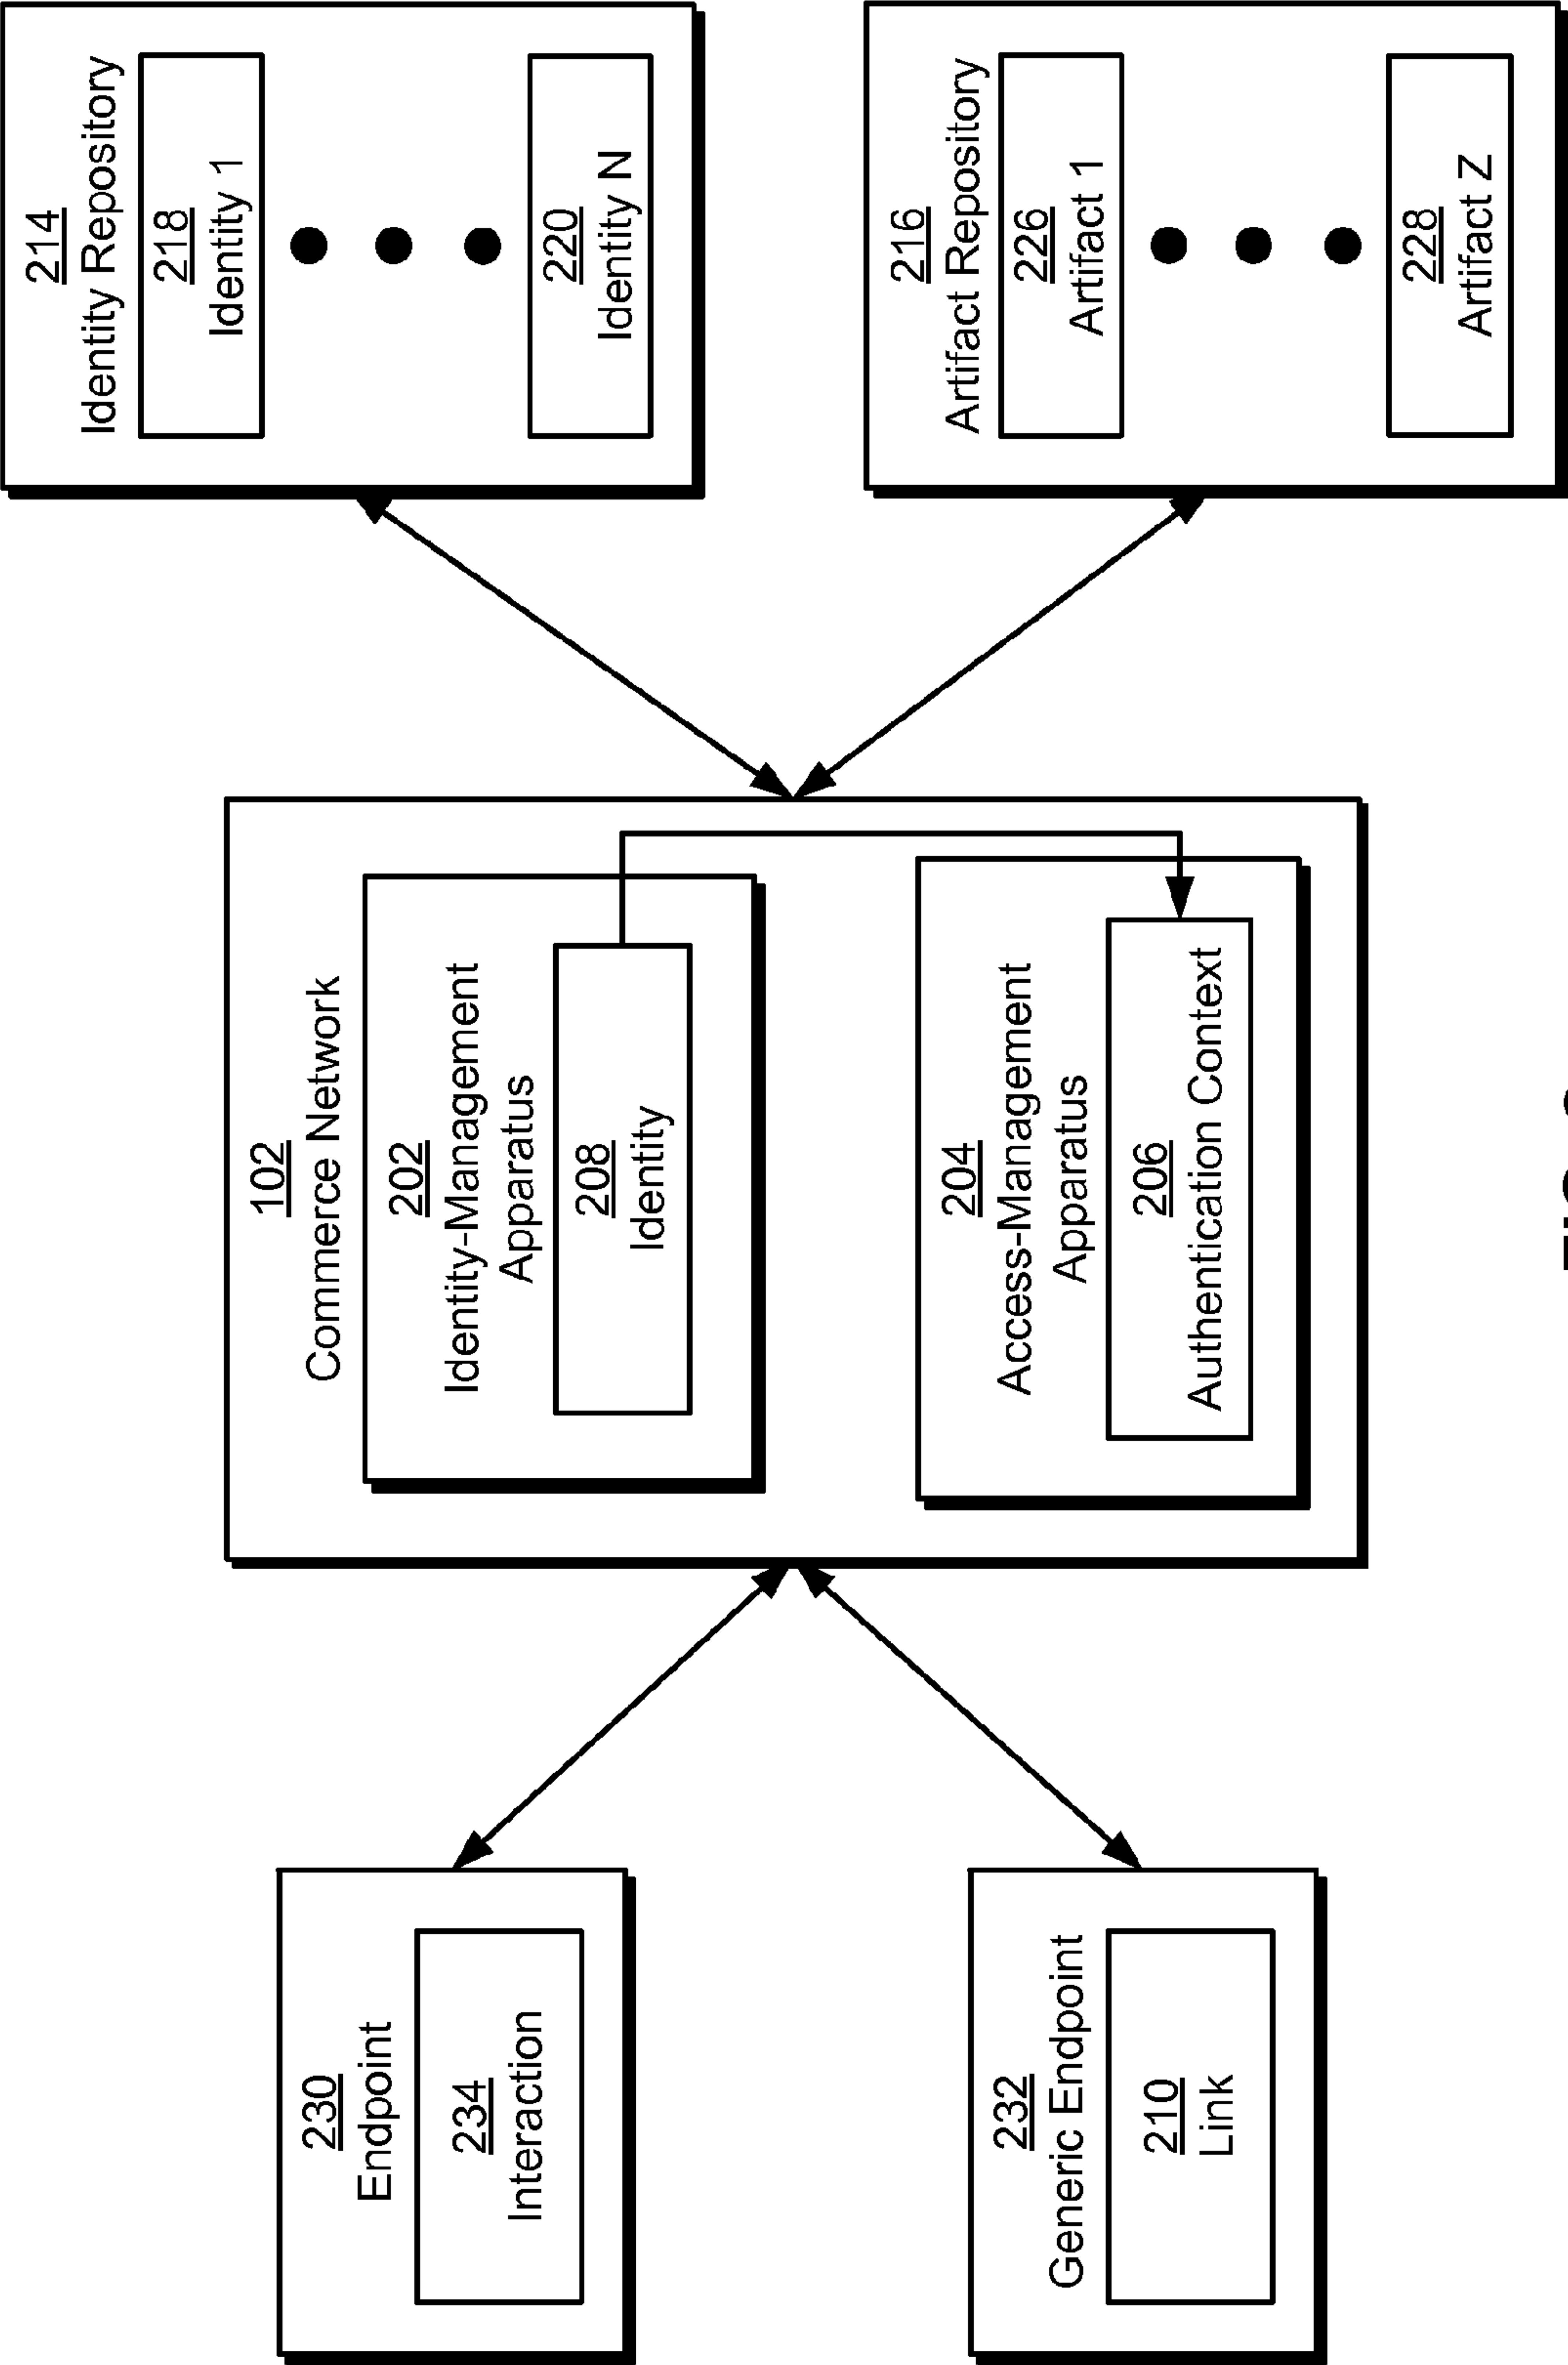 230
Endpoint
234
Interaction
232
Generic Endpoint
210
Link
102
Commerce Network
202
Identity-Management
Apparatus
208
Identity
204
Access-Management
Apparatus
206
Authentication Context
214
Identity Repository
218
Identity 1
220
Identity N
216
Artifact Repository
226
Artifact 1
228
Artifact Z